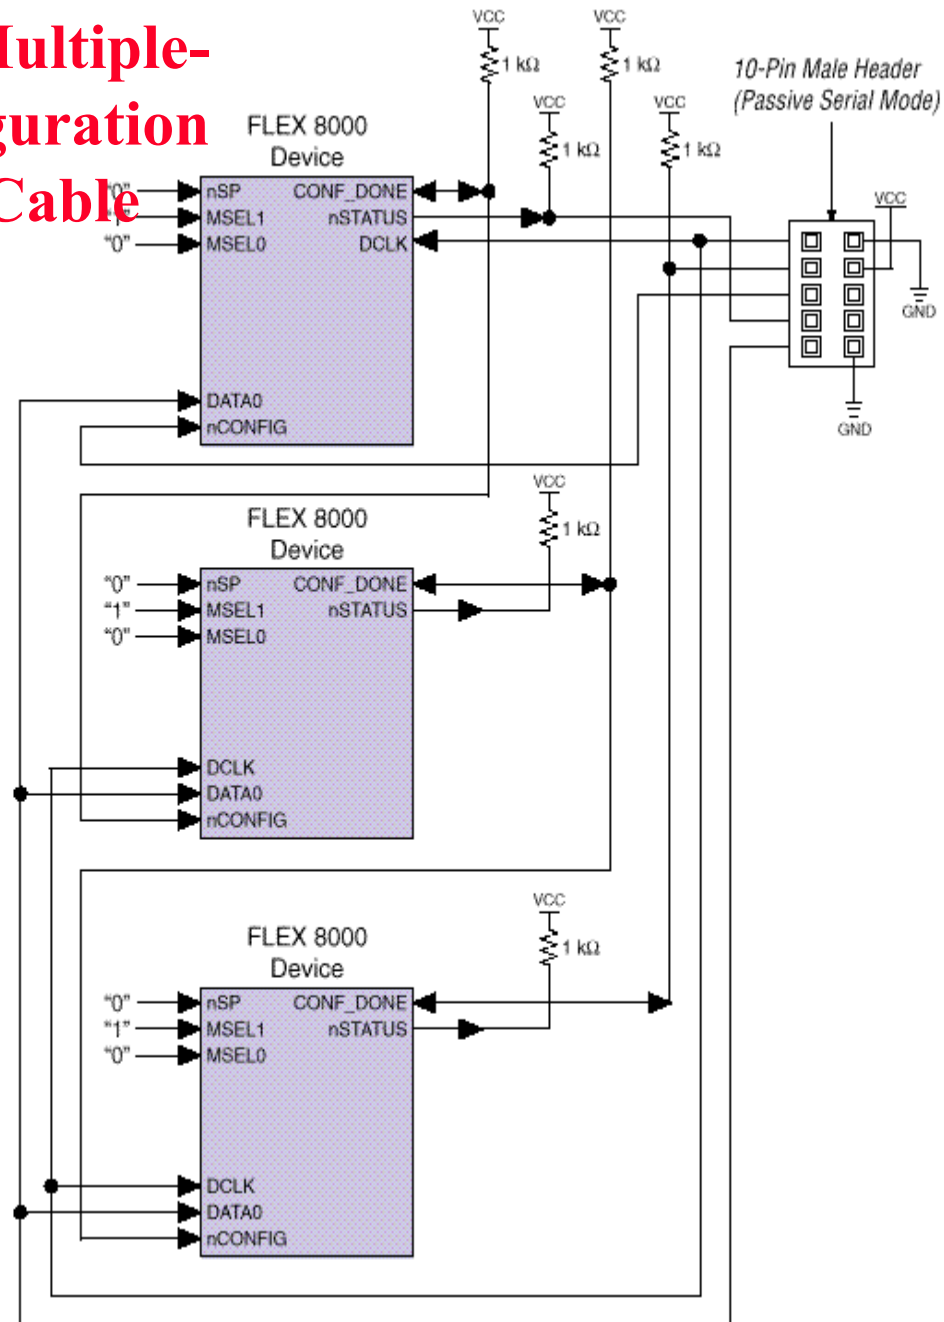 Multiple-
guration
Cable
VCC
1 kΩ
VCC
1 kΩ
VCC
1 kΩ
VCC
1 kΩ
10-Pin Male Header
(Passive Serial Mode)
VCC
GND
GND
FLEX 8000
Device
"0"
nSP
CONF_DONE
MSEL1
nSTATUS
"0"
MSEL0
DCLK
DATA0
nCONFIG
VCC
1 kΩ
FLEX 8000
Device
"0"
nSP
CONF_DONE
"1"
MSEL1
nSTATUS
"0"
MSEL0
DCLK
DATA0
nCONFIG
VCC
1 kΩ
FLEX 8000
Device
"0"
nSP
CONF_DONE
"1"
MSEL1
nSTATUS
"0"
MSEL0
DCLK
DATA0
nCONFIG